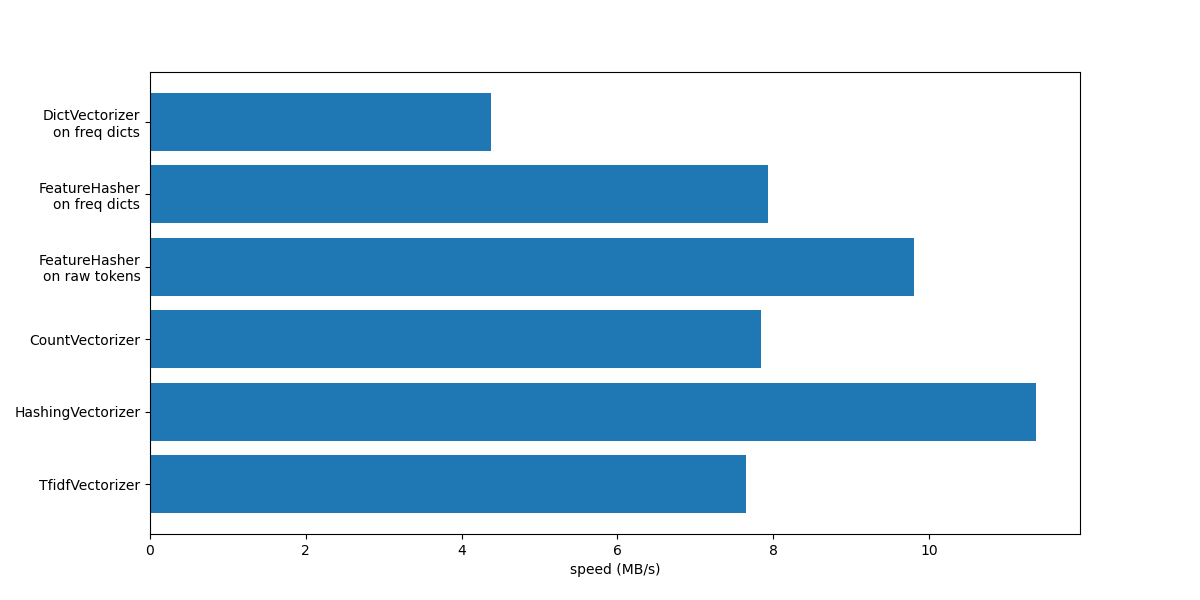 DictVectorizer
on freq dicts
FeatureHasher
on freq dicts
FeatureHasher
on raw tokens
CountVectorizer
HashingVectorizer
TfidfVectorizer
0 2 4 6 8 10
speed (MB/s)